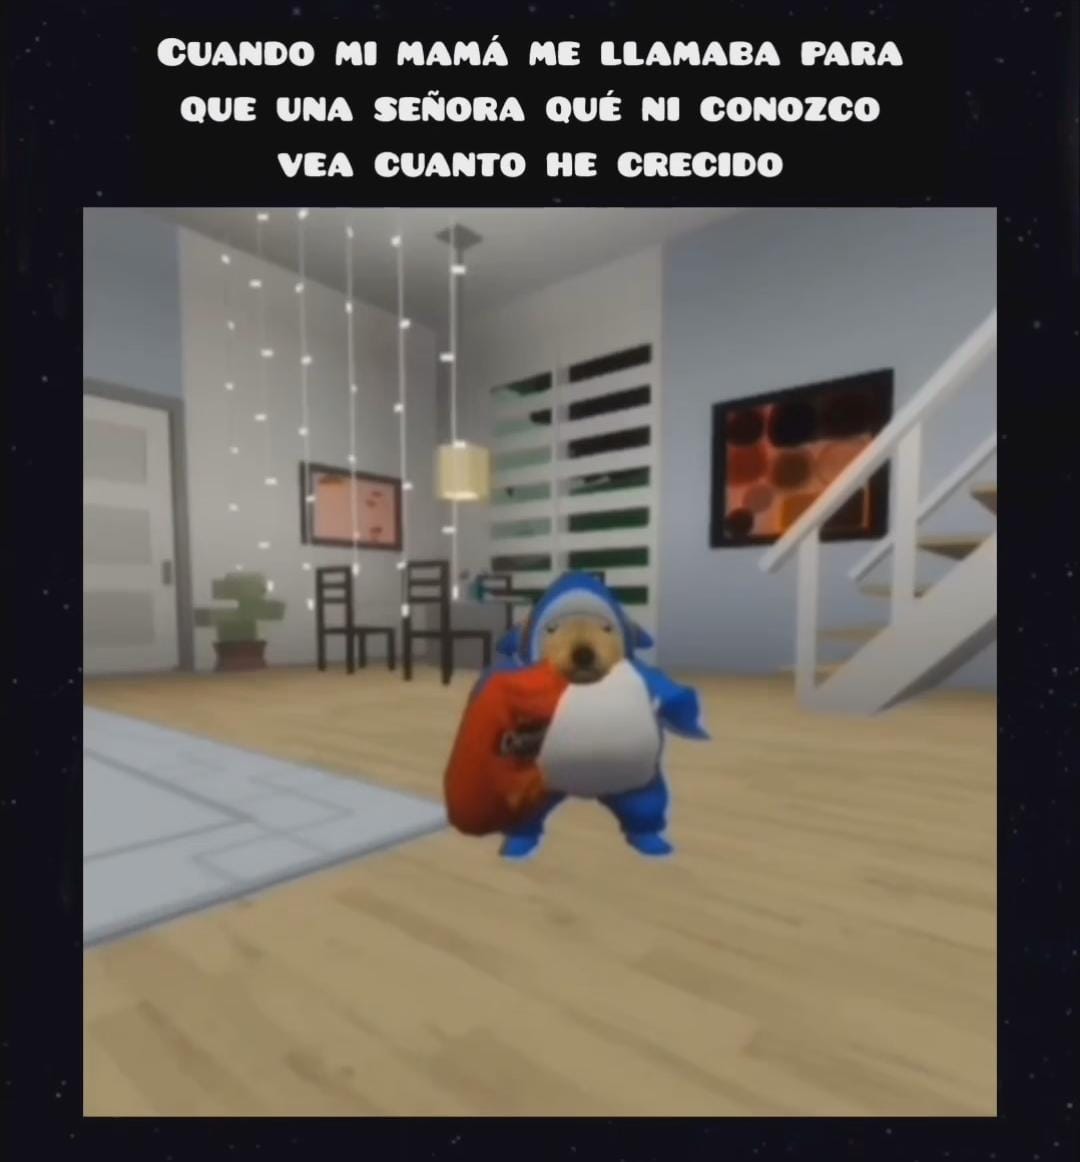 CUANDO MI MAMÁ ME LLAMABA PARA
QUE UNA SEÑORA QUÉ NI CONOZCO
VEA CUANTO HE CRECIDO